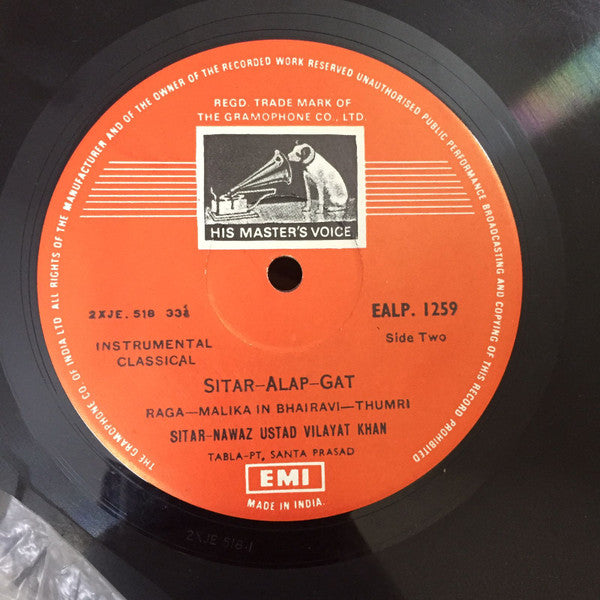 THE GRAMOPHONE CO. OF INDIA LTD ALL RIGHTS OF THE MANUFACTURER AND OF THE OWNER OF THE RECORDED WORK RESERVED UNAUTHORISED PUBLIC PERFORMANCE BROADCASTING AND COPYING OF THIS RECORD PROHIBITED
REGD. TRADE MARK OF
THE GRAMOPHONE CO., LTD.
HIS MASTER'S VOICE
2XJE. 518 33⅓
EALP. 1259
INSTRUMENTAL
CLASSICAL
Side Two
SITAR–ALAP–GAT
RAGA–MALIKA IN BHAIRAVI–THUMRI
SITAR-NAWAZ USTAD VILAYAT KHAN
TABLA-PT, SANTA PRASAD
EMI
MADE IN INDIA.
2XJE 518-1